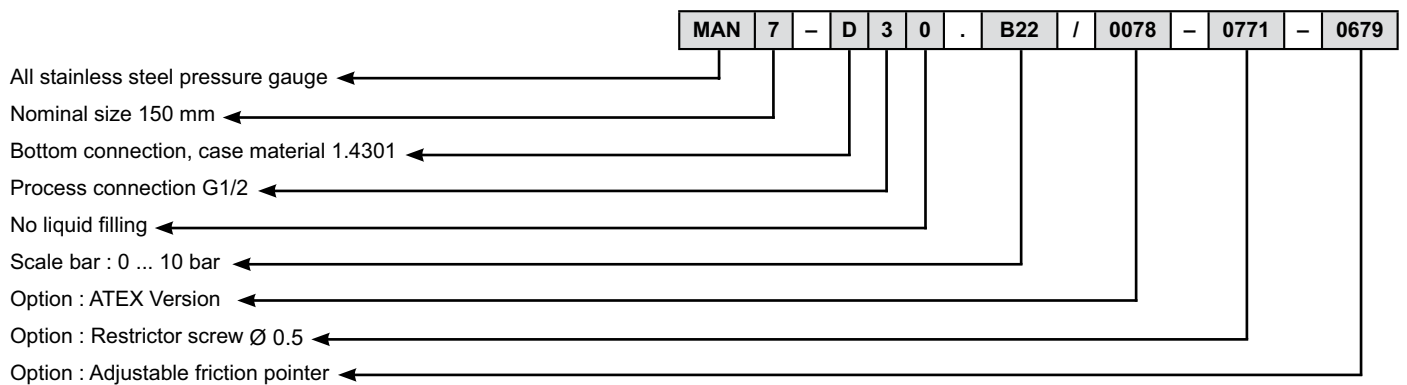 MAN 7 – D 3 0 . B22 / 0078 – 0771 – 0679
All stainless steel pressure gauge
Nominal size 150 mm
Bottom connection, case material 1.4301
Process connection G1/2
No liquid filling
Scale bar : 0 ... 10 bar
Option : ATEX Version
Option : Restrictor screw Ø 0.5
Option : Adjustable friction pointer